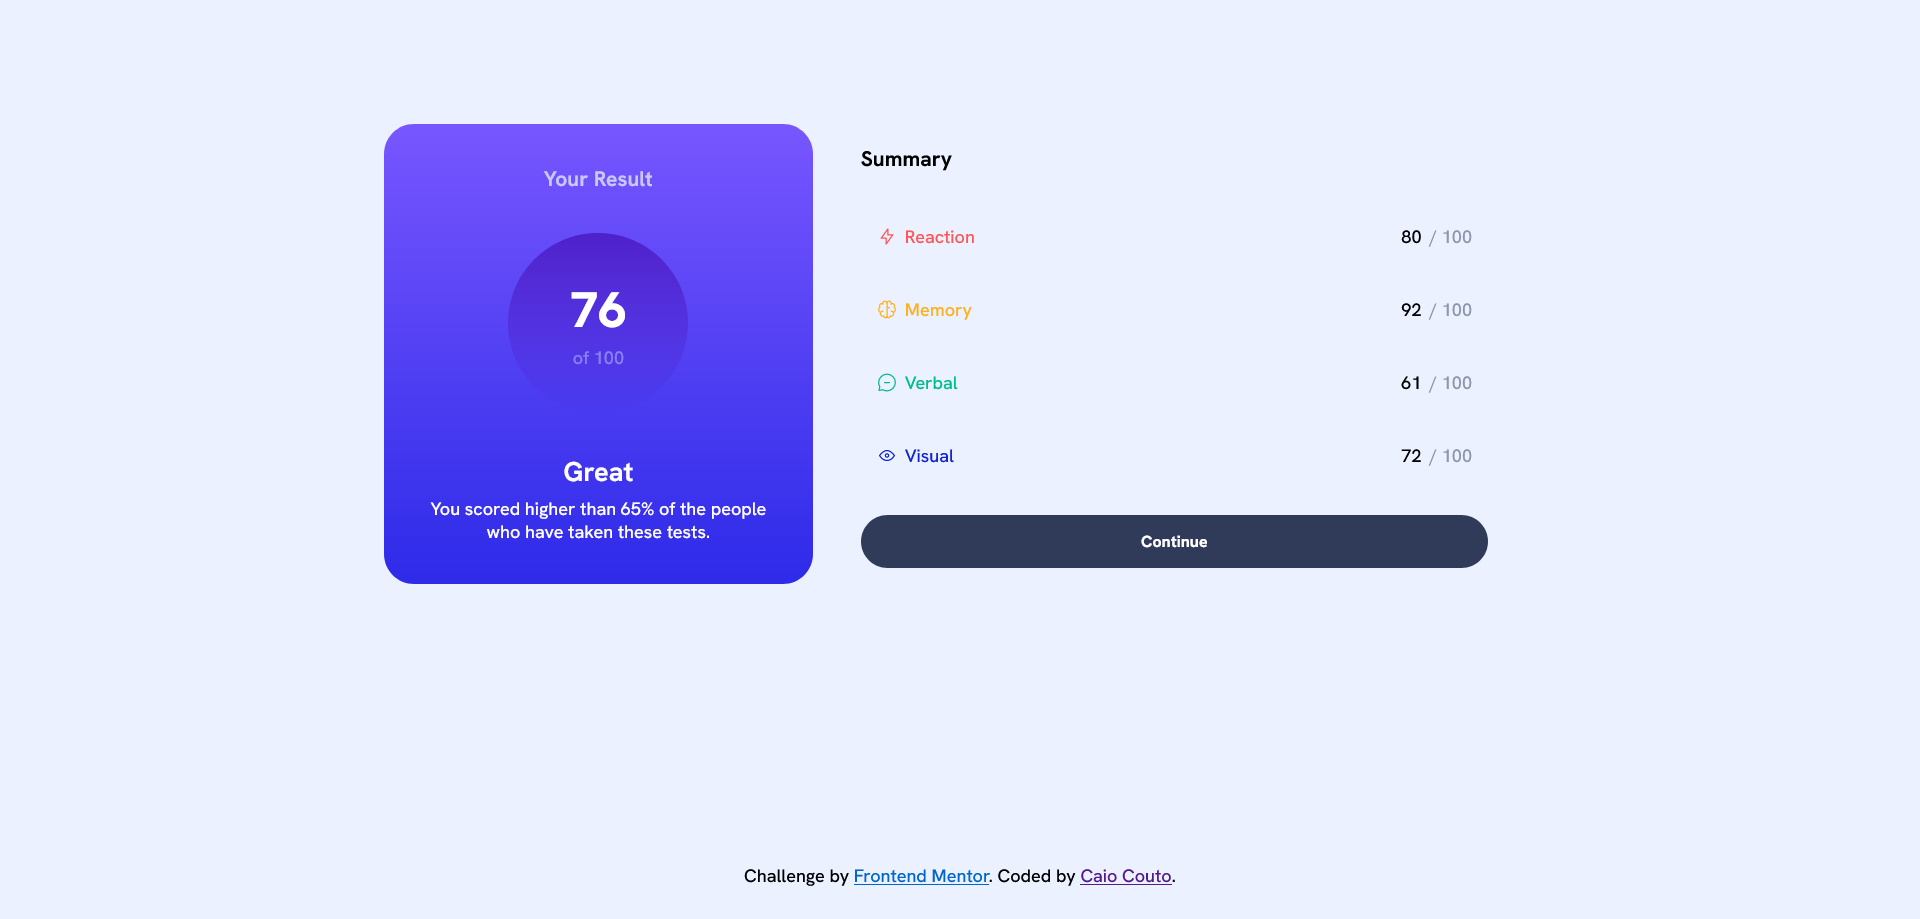 Your Result
76
of 100
Great
You scored higher than 65% of the people
who have taken these tests.
Summary
Reaction 80 / 100
Memory 92 / 100
Verbal 61 / 100
Visual 72 / 100
Continue
Challenge by Frontend Mentor. Coded by Caio Couto.